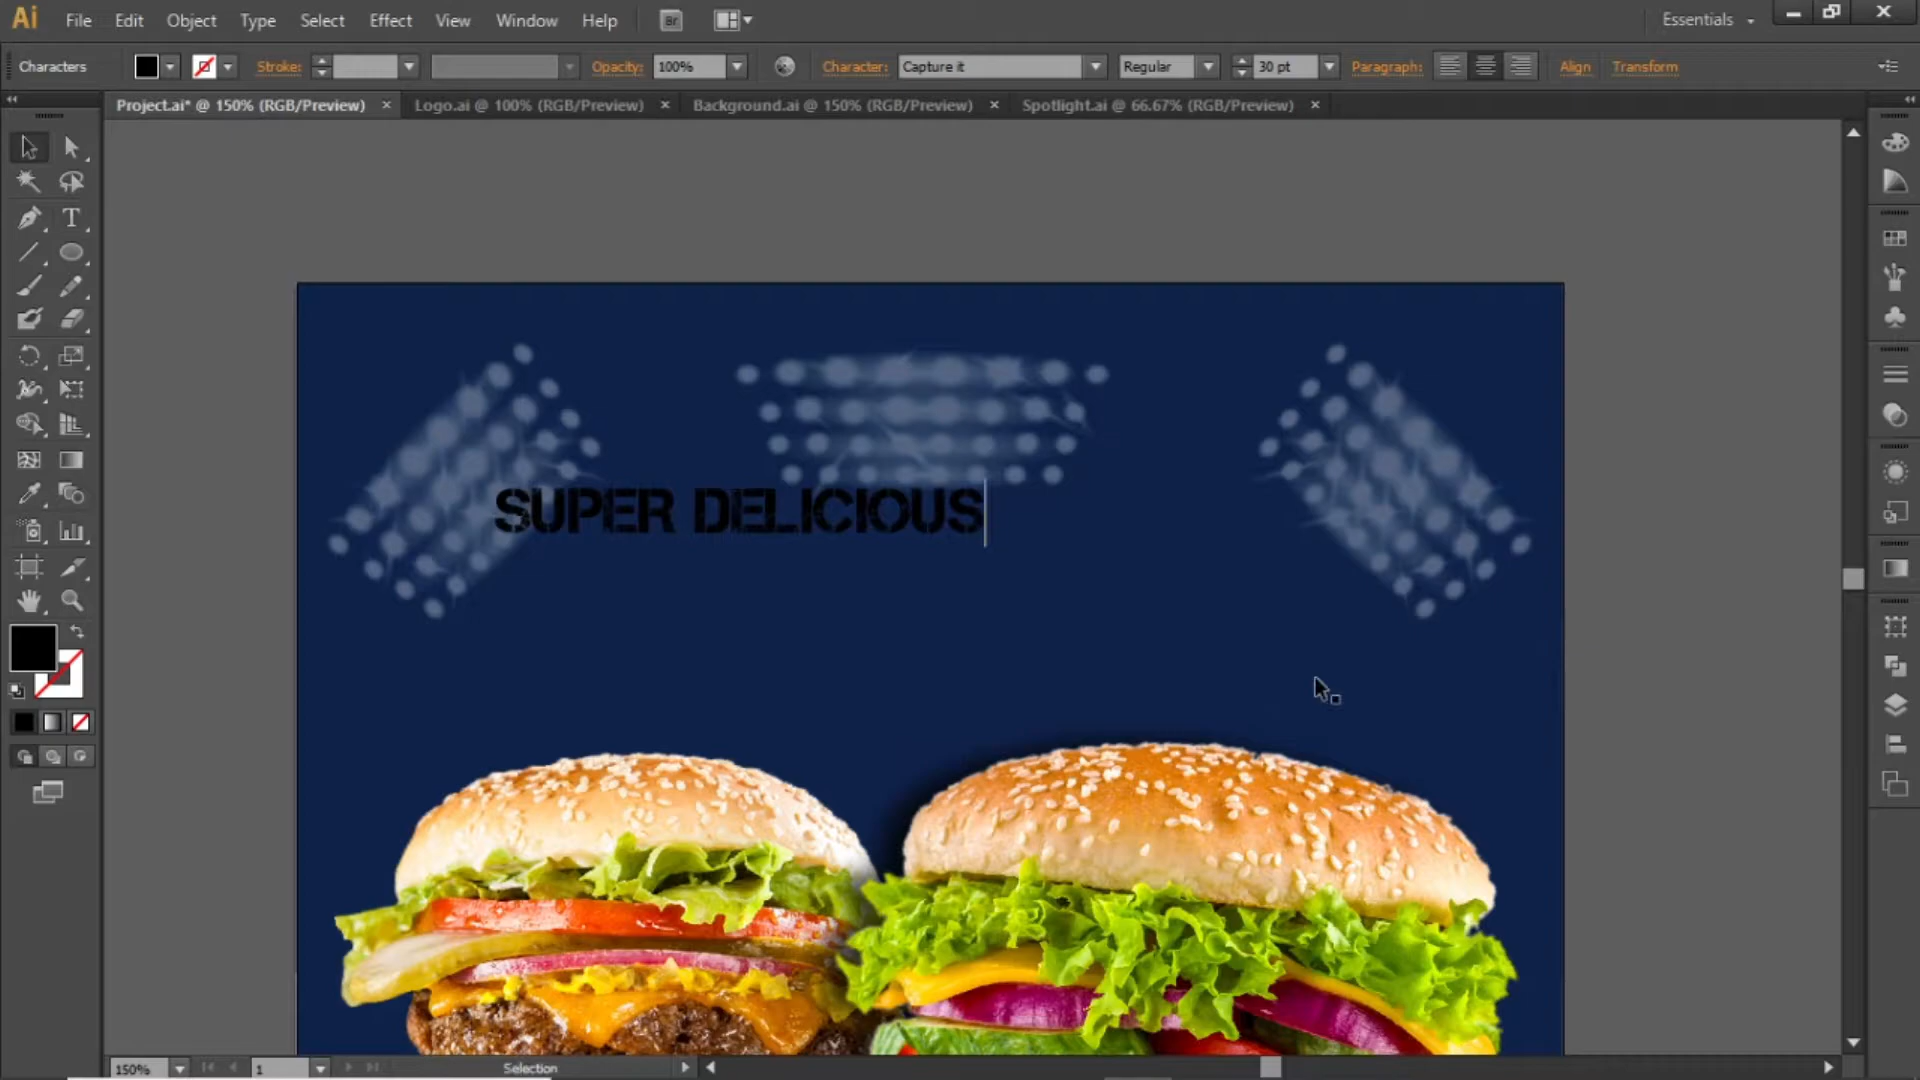 Ai File Edit Object Type Select Effect View Window Help Br Essentials
Characters Stroke: Opacity: 100% Character: Capture it Regular 30 pt Paragraph: Align Transform
Project.ai* @ 150% (RGB/Preview) Logo.ai @ 100% (RGB/Preview) Background.ai @ 150% (RGB/Preview) Spotlight.ai @ 66.67% (RGB/Preview)
T
SUPER DELICIOUS
150% 1 Selection